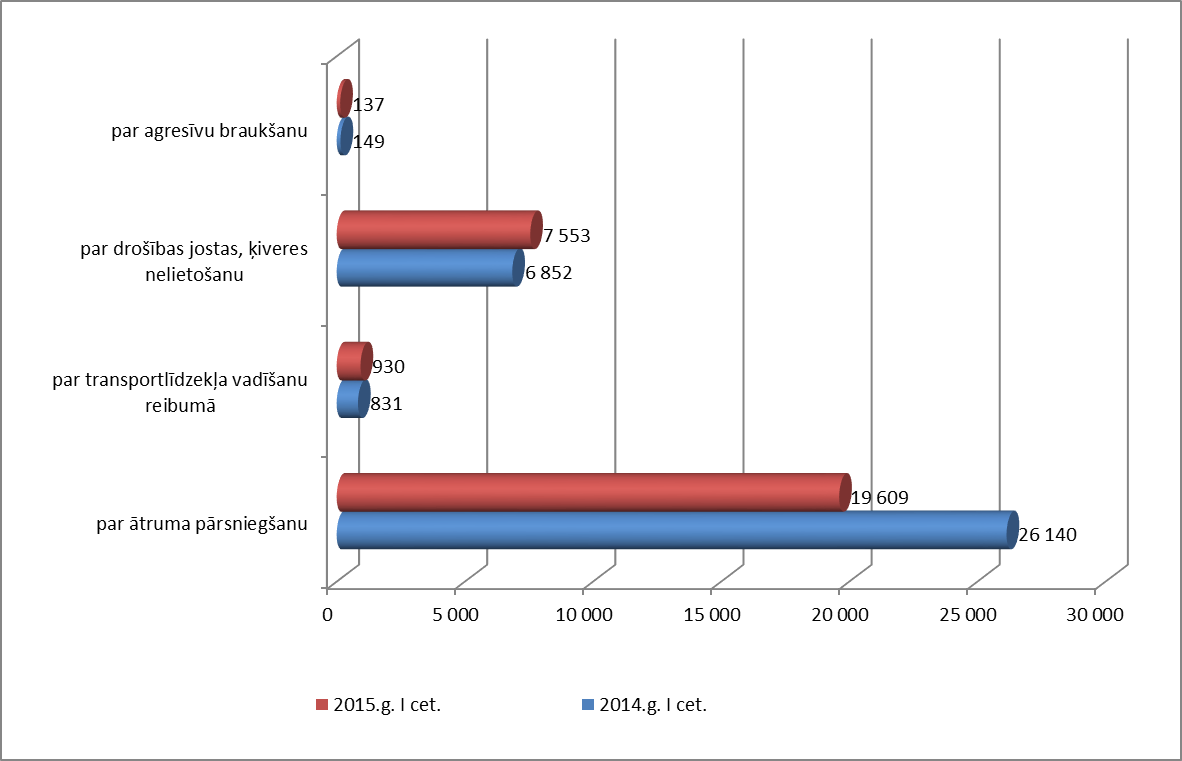 par agresīvu braukšanu
137
149
par drošības jostas, ķiveres
nelietošanu
7 553
6 852
par transportlīdzekļa vadīšanu
reibumā
930
831
par ātruma pārsniegšanu
19 609
26 140
0 5 000 10 000 15 000 20 000 25 000 30 000
2015.g. I cet. 2014.g. I cet.